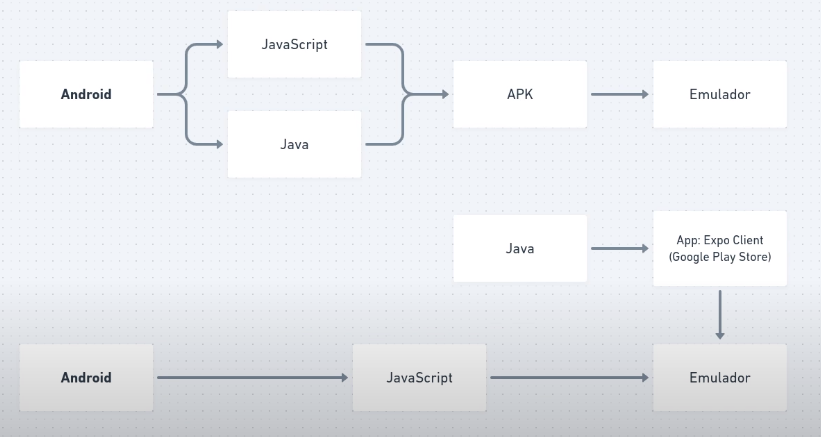 JavaScript
Android
APK
Emulador
Java
Java
App: Expo Client
(Google Play Store)
Android
JavaScript
Emulador